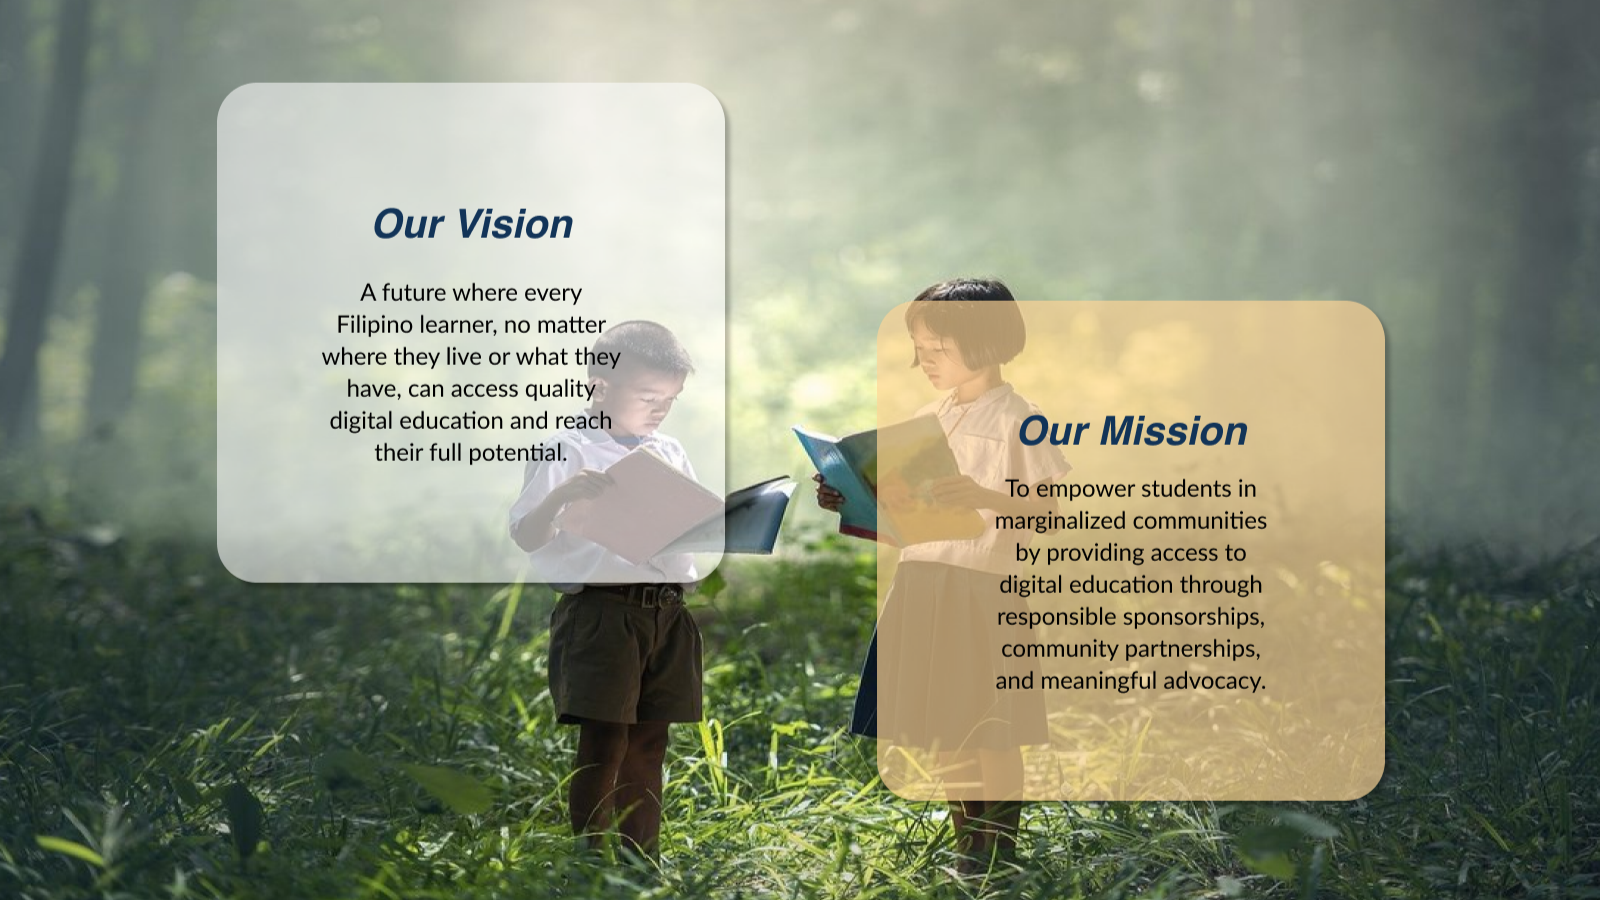 Our Vision
A future where every
Filipino learner, no matter
where they live or what they
have, can access quality
digital education and reach
their full potential.
Our Mission
To empower students in
marginalized communities
by providing access to
digital education through
responsible sponsorships,
community partnerships,
and meaningful advocacy.